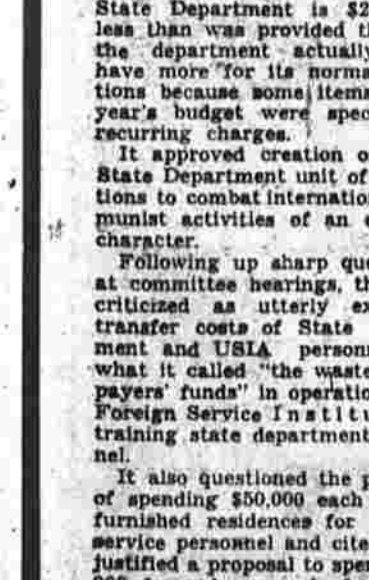 State Department is $2
less than was provided t
the department actually
have more for its norma
tions because some items
year's budget were spec
recurring charges.
It approved creation o
State Department unit of
tions to combat internatio
munist activities of an
character.
Following up sharp que
at committee hearings, th
criticized as utterly ex
transfer costs of State
ment and USIA personn
what it called "the waste
payers' funds" in operatio
Foreign Service Institu
training state department
nel.
It also questioned the p
of spending $50,000 each
furnished residences for
service personnel and cite
justified a proposal to spen